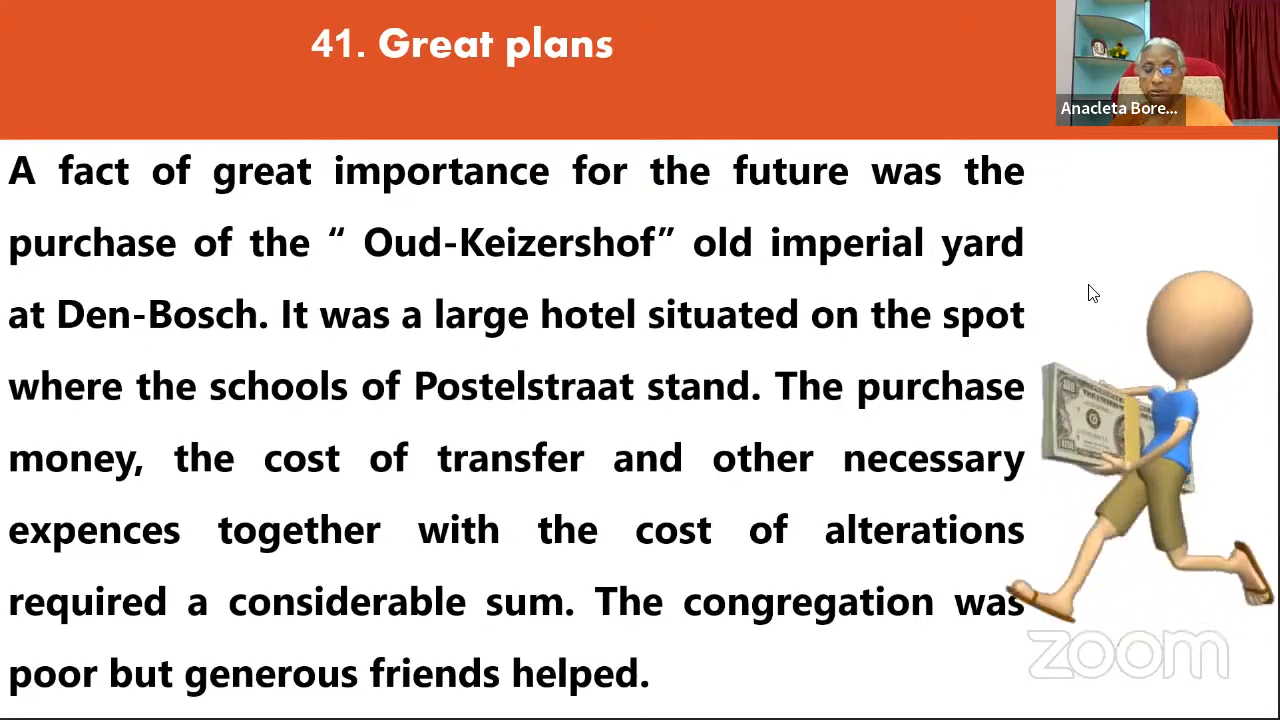 41. Great plans
Anacleta Bore...
A fact of great importance for the future was the
purchase of the “ Oud-Keizershof” old imperial yard
at Den-Bosch. It was a large hotel situated on the spot
where the schools of Postelstraat stand. The purchase
money, the cost of transfer and other necessary
expences together with the cost of alterations
required a considerable sum. The congregation was
poor but generous friends helped.
zoom